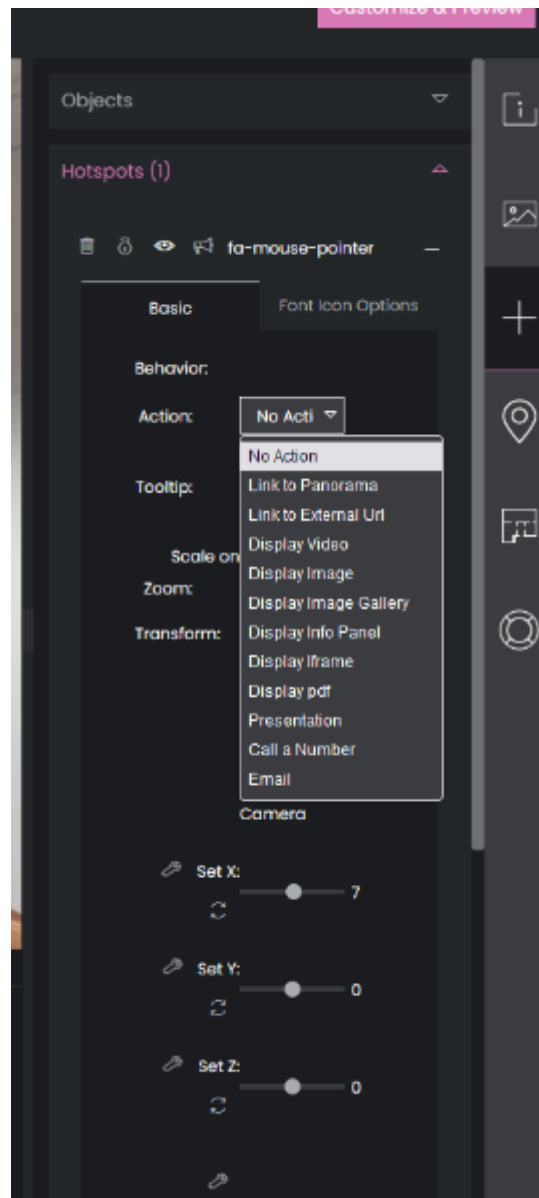 Customize & Preview
Objects
Hotspots (1)
fa-mouse-pointer
Basic
Font Icon Options
Behavior:
Action:
No Acti
No Action
Link to Panorama
Tooltip:
Link to External Url
Display Video
Scale on
Zoom:
Display Image
Display Image Gallery
Transform:
Display Info Panel
Display Iframe
Display pdf
Presentation
Call a Number
Email
Camera
Set X:
7
Set Y:
0
Set Z:
0